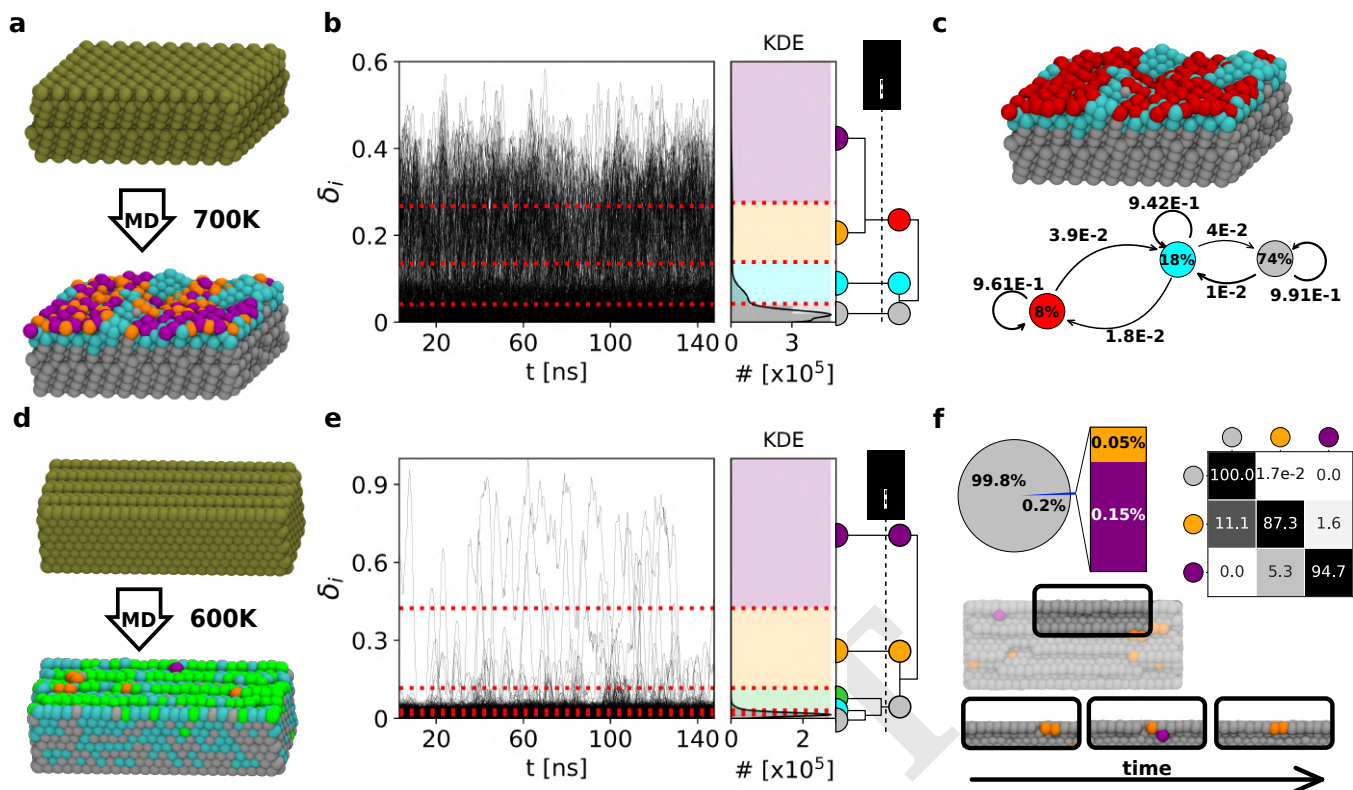 a
MD 700K
b
KDE
0.6
0.4
0.2
0
δi
20 60 100 140
t [ns]
0 3
# [x10^5]
c
9.42E-1
3.9E-2 4E-2
18% 74%
9.61E-1
1E-2 9.91E-1
8%
1.8E-2
d
MD 600K
e
KDE
0.9
0.6
0.3
0
δi
20 60 100 140
t [ns]
0 2
# [x10^5]
f
99.8%
0.2%
0.05%
0.15%
100.0 1.7e-2 0.0
11.1 87.3 1.6
0.0 5.3 94.7
time
T